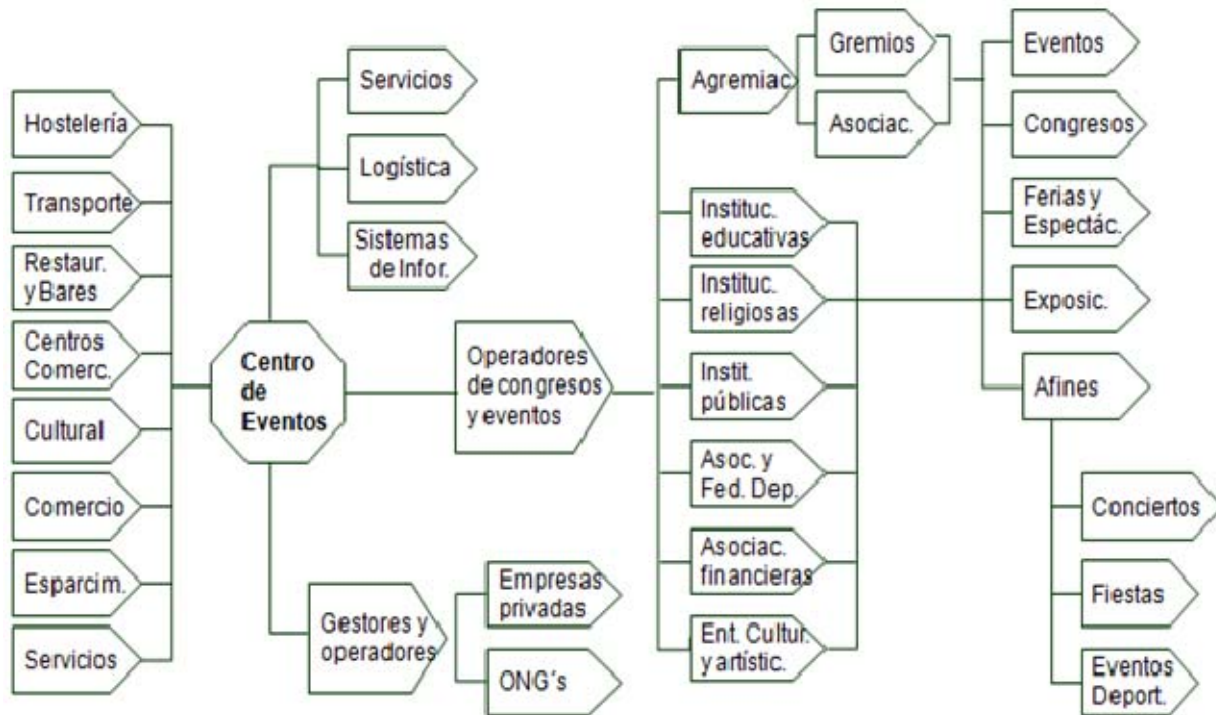 Hostelería
Transporte
Restaur.
y Bares
Centros
Comerc.
Cultural
Comercio
Esparcim.
Servicios
Centro
de
Eventos
Servicios
Logística
Sistemas
de Infor.
Operadores
de congresos
y eventos
Gestores y
operadores
Empresas
privadas
ONG's
Agremiac.
Gremios
Asociac.
Instituc.
educativas
Instituc.
religiosas
Instit.
públicas
Asoc. y
Fed. Dep.
Asociac.
financieras
Ent. Cultur.
y artístic.
Eventos
Congresos
Ferias y
Espectác.
Exposic.
Afines
Conciertos
Fiestas
Eventos
Deport.